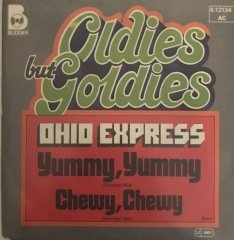 BUDDAH
6.12134
AC
Oldies
but
Goldies
OHIO EXPRESS
Yummy, Yummy
Chewy, Chewy